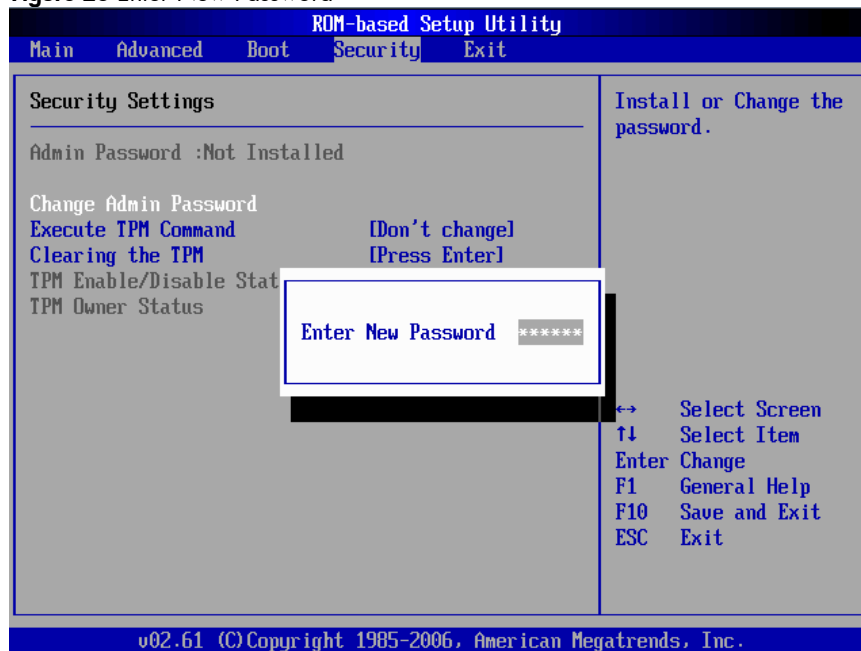 ROM-based Setup Utility
Main Advanced Boot Security Exit
Security Settings
Admin Password :Not Installed
Change Admin Password
Execute TPM Command [Don't change]
Clearing the TPM [Press Enter]
TPM Enable/Disable Stat
TPM Owner Status
Enter New Password ******
Install or Change the
password.
↔ Select Screen
↑↓ Select Item
Enter Change
F1 General Help
F10 Save and Exit
ESC Exit
v02.61 (C)Copyright 1985-2006, American Megatrends, Inc.